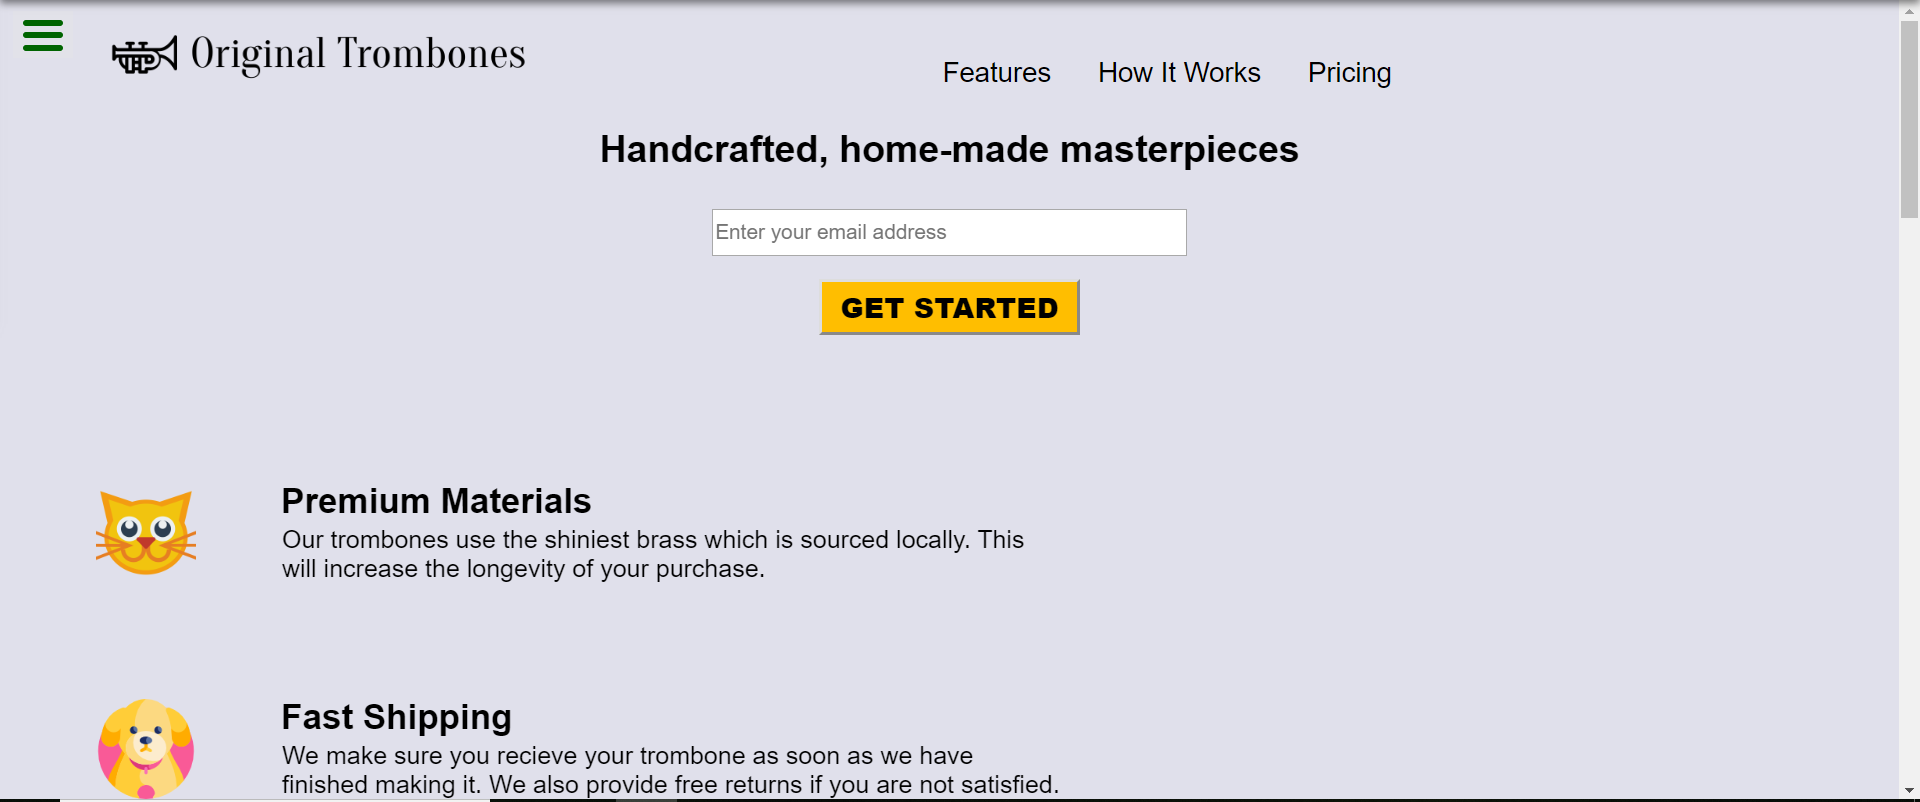 Original Trombones
Features How It Works Pricing
Handcrafted, home-made masterpieces
Enter your email address
GET STARTED
Premium Materials
Our trombones use the shiniest brass which is sourced locally. This
will increase the longevity of your purchase.
Fast Shipping
We make sure you recieve your trombone as soon as we have
finished making it. We also provide free returns if you are not satisfied.